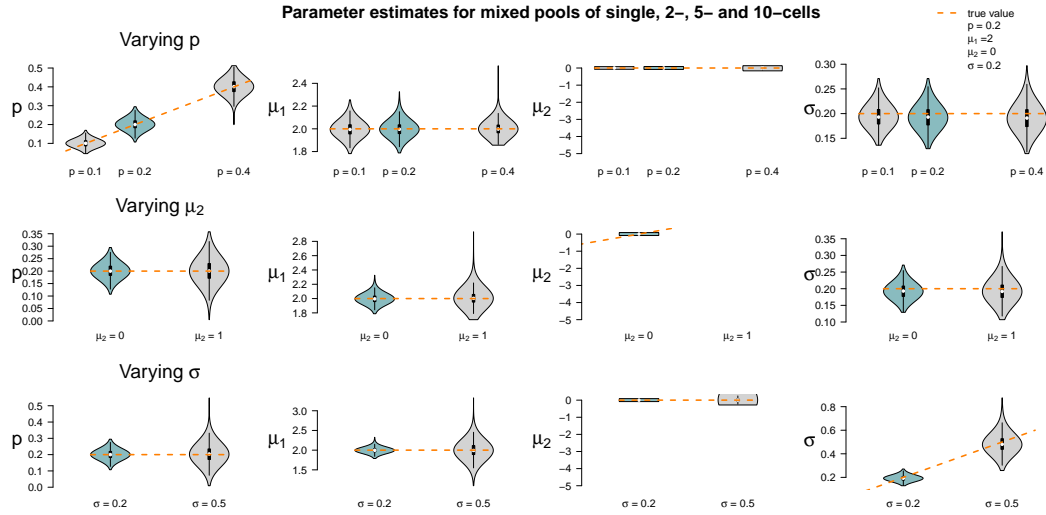 Parameter estimates for mixed pools of single, 2−, 5− and 10−cells
true value
p = 0.2
μ₁ =2
μ₂ = 0
σ = 0.2
Varying p
p
0.5
0.4
0.3
0.2
0.1
p = 0.1 p = 0.2 p = 0.4
μ₁
2.4
2.2
2.0
1.8
p = 0.1 p = 0.2 p = 0.4
μ₂
0
−1
−2
−3
−4
−5
p = 0.1 p = 0.2 p = 0.4
σ
0.30
0.25
0.20
0.15
p = 0.1 p = 0.2 p = 0.4
Varying μ₂
p
0.35
0.30
0.25
0.20
0.15
0.10
0.05
0.00
μ₂ = 0 μ₂ = 1
μ₁
2.8
2.6
2.4
2.2
2.0
1.8
μ₂ = 0 μ₂ = 1
μ₂
0
−1
−2
−3
−4
−5
μ₂ = 0 μ₂ = 1
σ
0.35
0.30
0.25
0.20
0.15
0.10
μ₂ = 0 μ₂ = 1
Varying σ
p
0.5
0.4
0.3
0.2
0.1
0.0
σ = 0.2 σ = 0.5
μ₁
3.0
2.5
2.0
1.5
σ = 0.2 σ = 0.5
μ₂
0
−1
−2
−3
−4
−5
σ = 0.2 σ = 0.5
σ
0.8
0.6
0.4
0.2
σ = 0.2 σ = 0.5